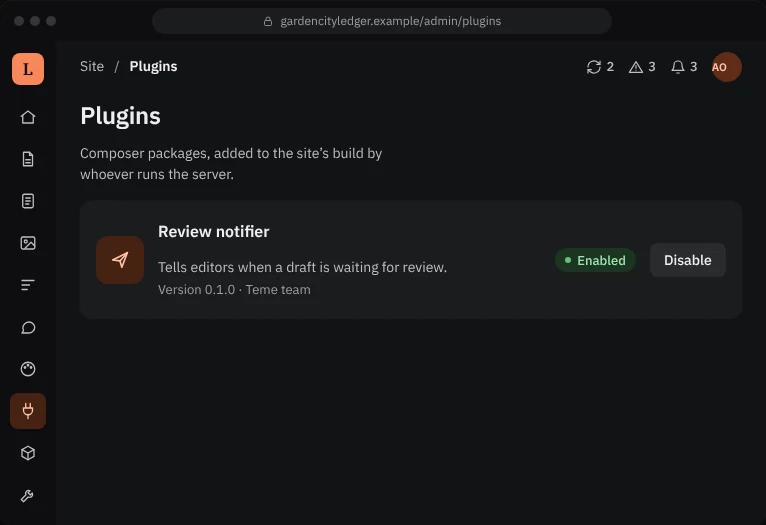 gardencityledger.example/admin/plugins
L
Site / Plugins
2
3
3
AO
Plugins
Composer packages, added to the site’s build by
whoever runs the server.
Review notifier
Tells editors when a draft is waiting for review.
Version 0.1.0 · Teme team
Enabled
Disable